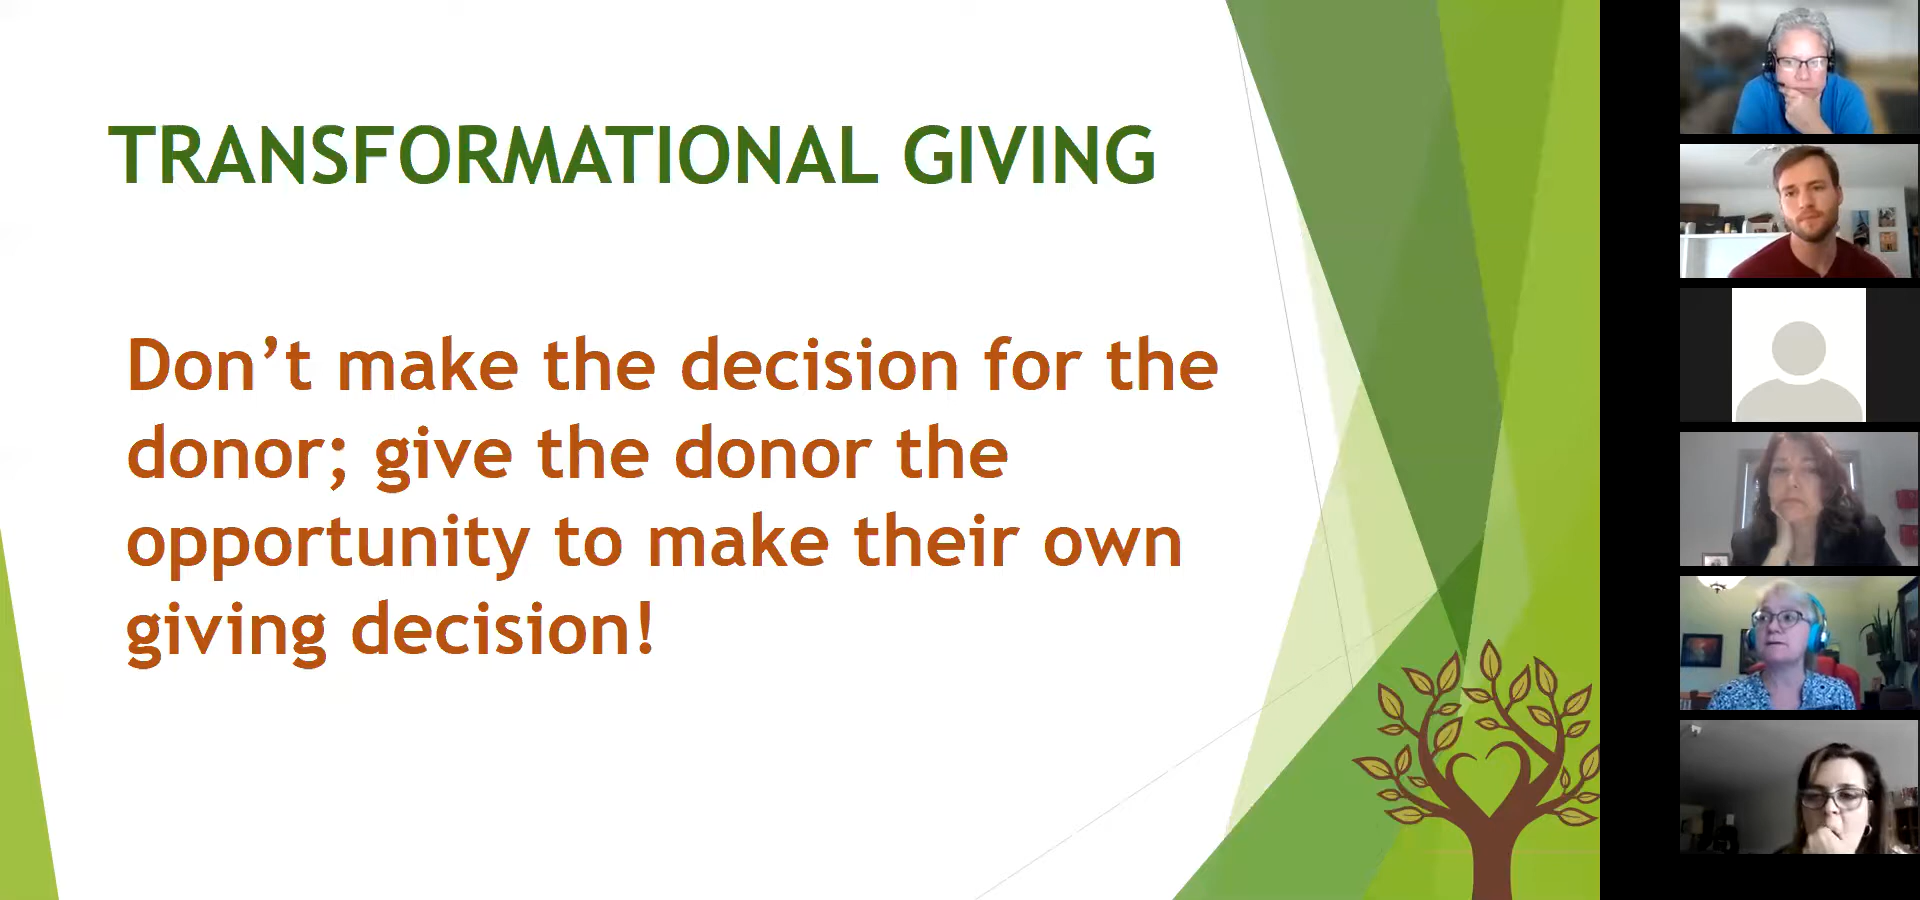 TRANSFORMATIONAL GIVING
Don’t make the decision for the
donor; give the donor the
opportunity to make their own
giving decision!